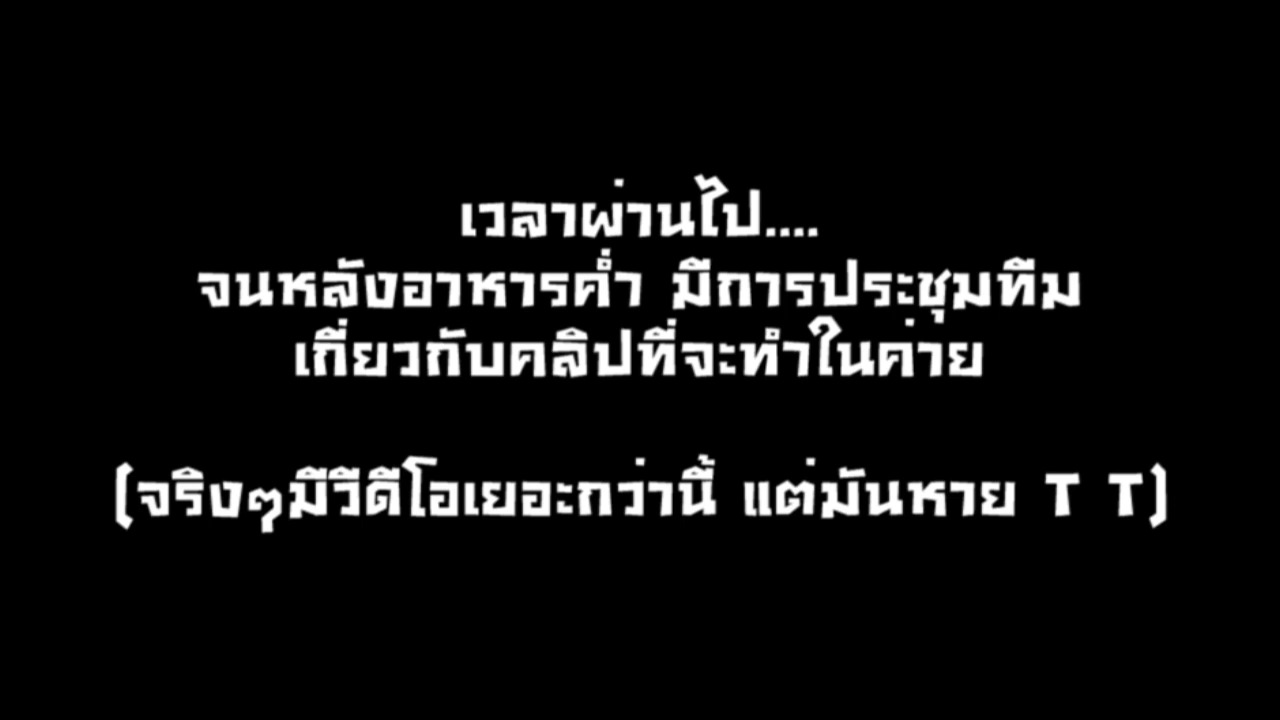 เวลาผ่านไป....
จนหลังอาหารค่ำ มีการประชุมทีม
เกี่ยวกับคลิปที่จะทำในค่าย
(จริงๆมีวีดีโอเยอะกว่านี้ แต่มันหาย T T)